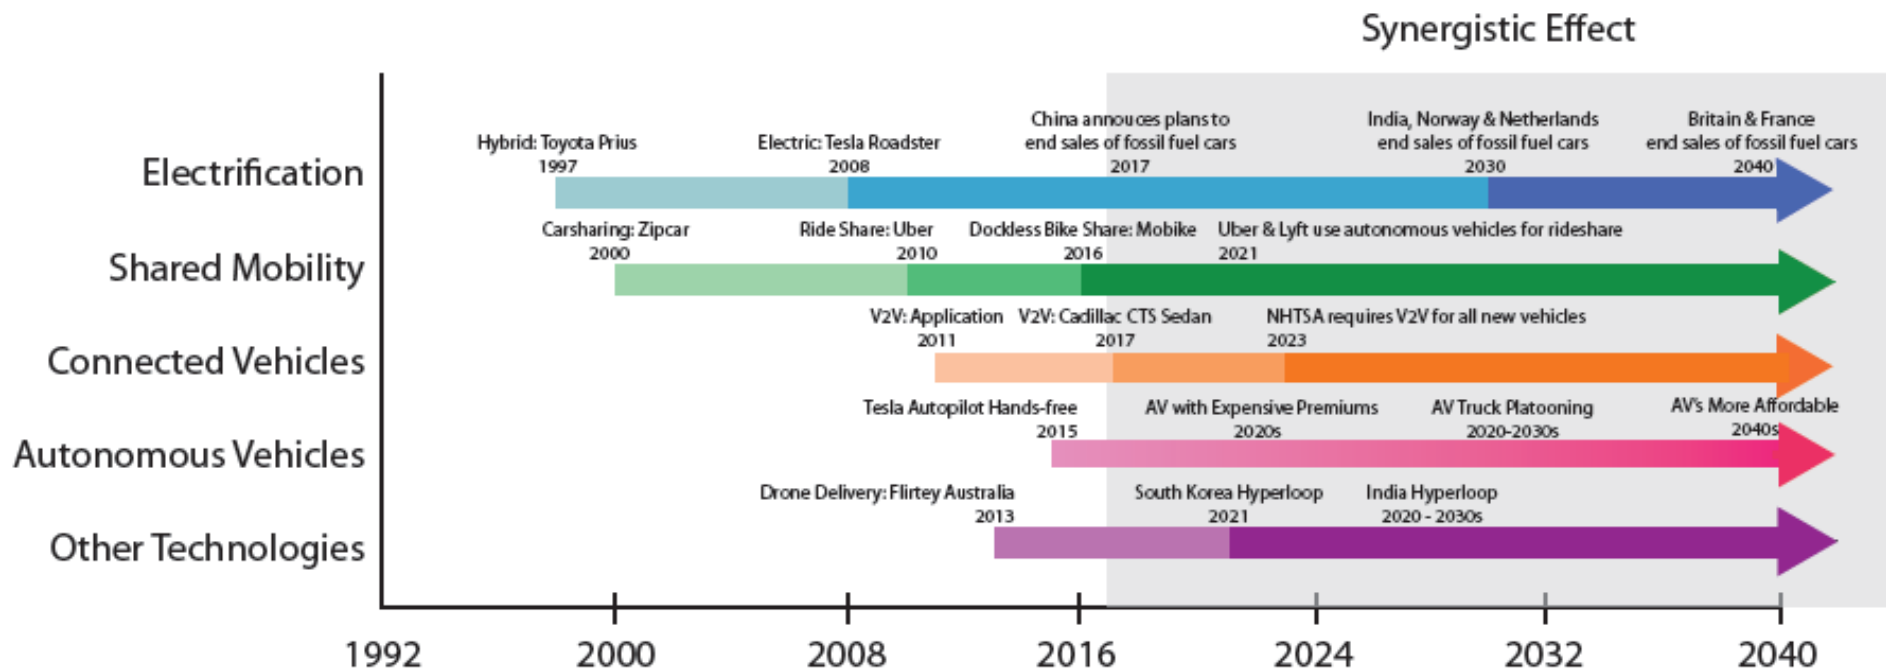 Synergistic Effect
Electrification
Hybrid: Toyota Prius
1997
Electric: Tesla Roadster
2008
China annouces plans to
end sales of fossil fuel cars
2017
India, Norway & Netherlands
end sales of fossil fuel cars
2030
Britain & France
end sales of fossil fuel cars
2040
Shared Mobility
Carsharing: Zipcar
2000
Ride Share: Uber
2010
Dockless Bike Share: Mobike
2016
Uber & Lyft use autonomous vehicles for rideshare
2021
Connected Vehicles
V2V: Application
2011
V2V: Cadillac CTS Sedan
2017
NHTSA requires V2V for all new vehicles
2023
Autonomous Vehicles
Tesla Autopilot Hands-free
2015
AV with Expensive Premiums
2020s
AV Truck Platooning
2020-2030s
AV's More Affordable
2040s
Other Technologies
Drone Delivery: Flirtey Australia
2013
South Korea Hyperloop
2021
India Hyperloop
2020 - 2030s
1992
2000
2008
2016
2024
2032
2040